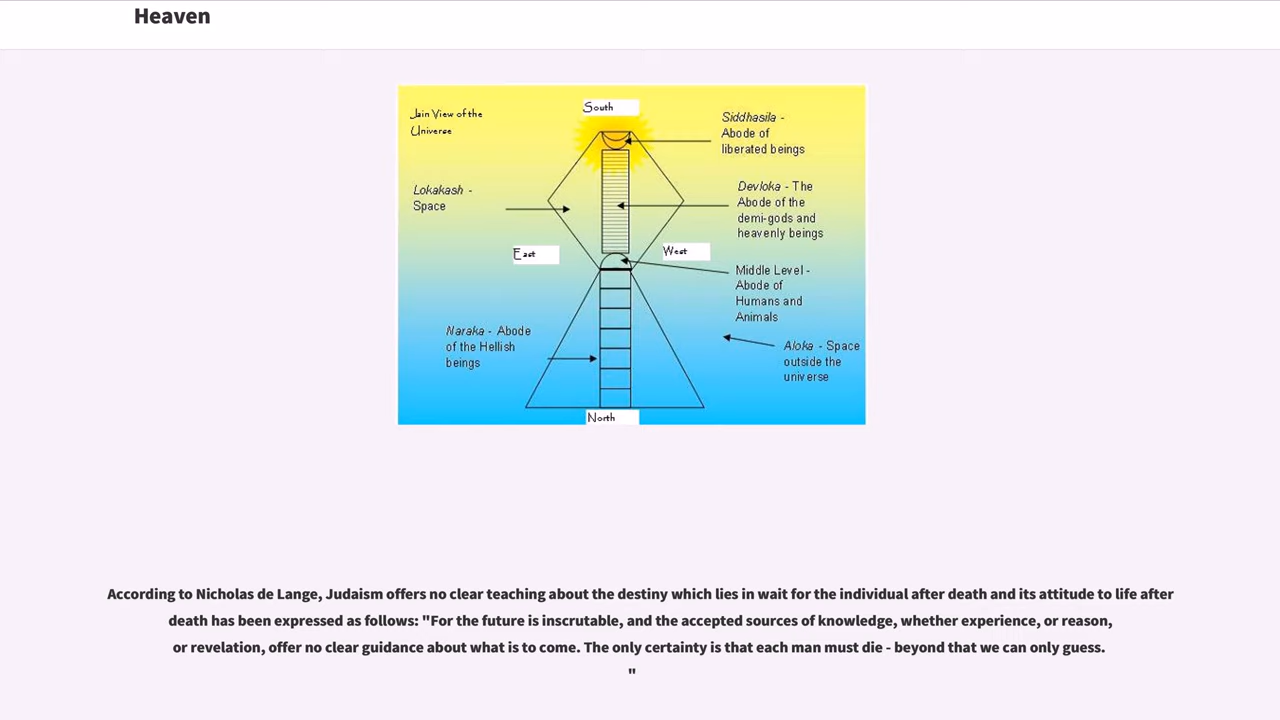 Heaven
Jain View of the
Universe
South
Siddhasila -
Abode of
liberated beings
Lokakash -
Space
Devloka - The
Abode of the
demi-gods and
heavenly beings
East
West
Middle Level -
Abode of
Humans and
Animals
Naraka - Abode
of the Hellish
beings
Aloka - Space
outside the
universe
North
According to Nicholas de Lange, Judaism offers no clear teaching about the destiny which lies in wait for the individual after death and its attitude to life after
death has been expressed as follows: "For the future is inscrutable, and the accepted sources of knowledge, whether experience, or reason,
or revelation, offer no clear guidance about what is to come. The only certainty is that each man must die - beyond that we can only guess.
"